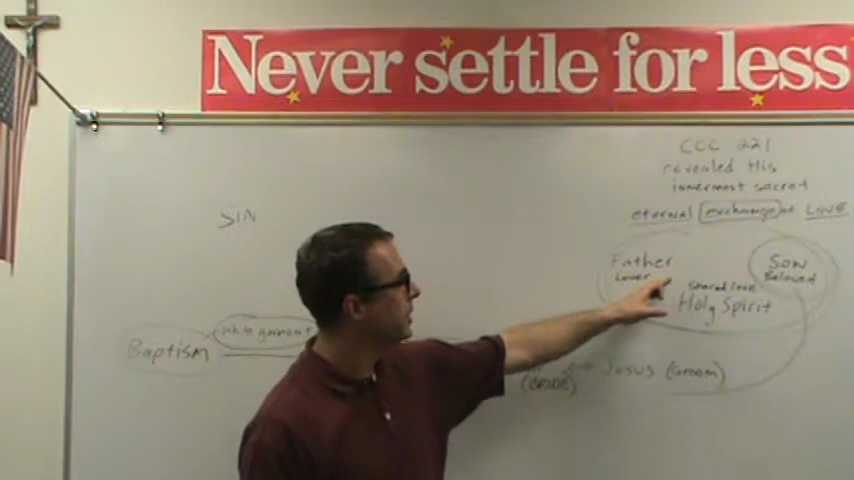 Never settle for less
CCC 221
revealed His
innermost secret
eternal exchange of LOVE
SIN
Father
Lover
Son
Beloved
shared love
Holy Spirit
white garment
Baptism
(BRIDE) Jesus (Groom)